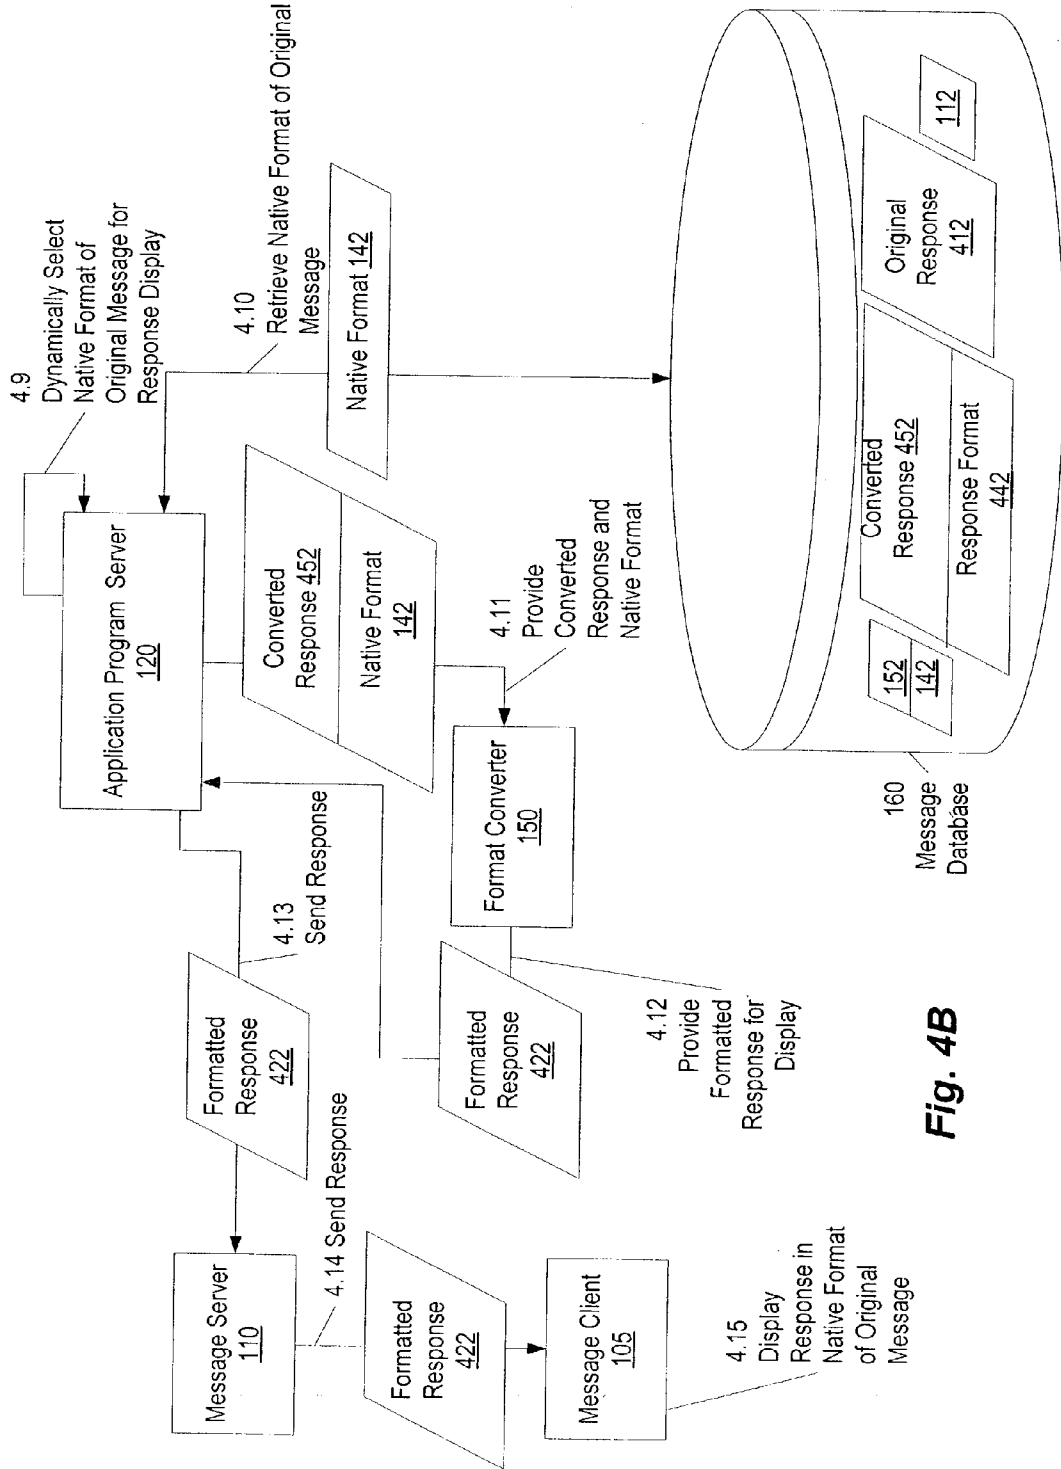 4.9
Dynamically Select
Native Format of
Original Message for
Response Display
Application Program Server
120
4.10
Retrieve Native Format of Original
Message
Native Format 142
Converted
Response 452
Native Format
142
4.11
Provide
Converted
Response and
Native Format
Format Converter
150
4.12
Provide
Formatted
Response for
Display
Formatted
Response
422
4.13
Send Response
Formatted
Response
422
Message Server
110
4.14 Send Response
Formatted
Response
422
Message Client
105
4.15
Display
Response in
Native Format
of Original
Message
160
Message
Database
152
142
Converted
Response 452
Response Format
442
Original
Response
412
112
Fig. 4B